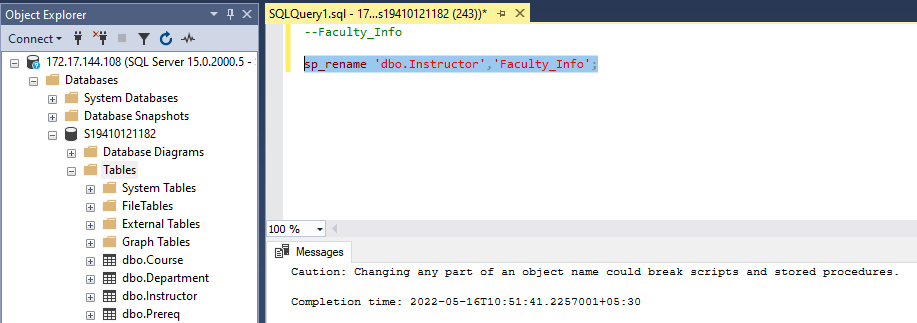 Object Explorer
Connect
172.17.144.108 (SQL Server 15.0.2000.5 -
Databases
System Databases
Database Snapshots
S19410121182
Database Diagrams
Tables
System Tables
FileTables
External Tables
Graph Tables
dbo.Course
dbo.Department
dbo.Instructor
dbo.Prereq
SQLQuery1.sql - 17...s19410121182 (243))*
--Faculty_Info
sp_rename 'dbo.Instructor','Faculty_Info';
100 %
Messages
Caution: Changing any part of an object name could break scripts and stored procedures.
Completion time: 2022-05-16T10:51:41.2257001+05:30